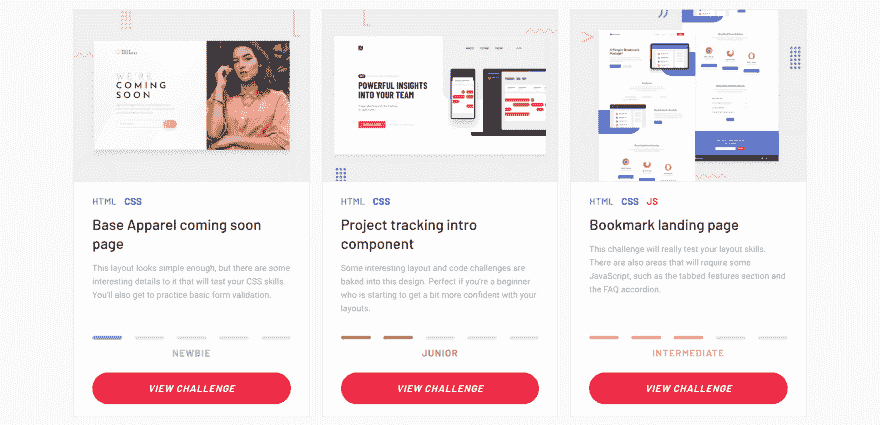 WE'RE
COMING
SOON
POWERFUL INSIGHTS
INTO YOUR TEAM
HTML CSS
Base Apparel coming soon
page
This layout looks simple enough, but there are some
interesting details to it that will test your CSS skills.
You'll also get to practice basic form validation.
NEWBIE
VIEW CHALLENGE
HTML CSS
Project tracking intro
component
Some interesting layout and code challenges are
baked into this design. Perfect if you're a beginner
who is starting to get a bit more confident with your
layouts.
JUNIOR
VIEW CHALLENGE
HTML CSS JS
Bookmark landing page
This challenge will really test your layout skills.
There are also areas that will require some
JavaScript, such as the tabbed features section and
the FAQ accordion.
INTERMEDIATE
VIEW CHALLENGE